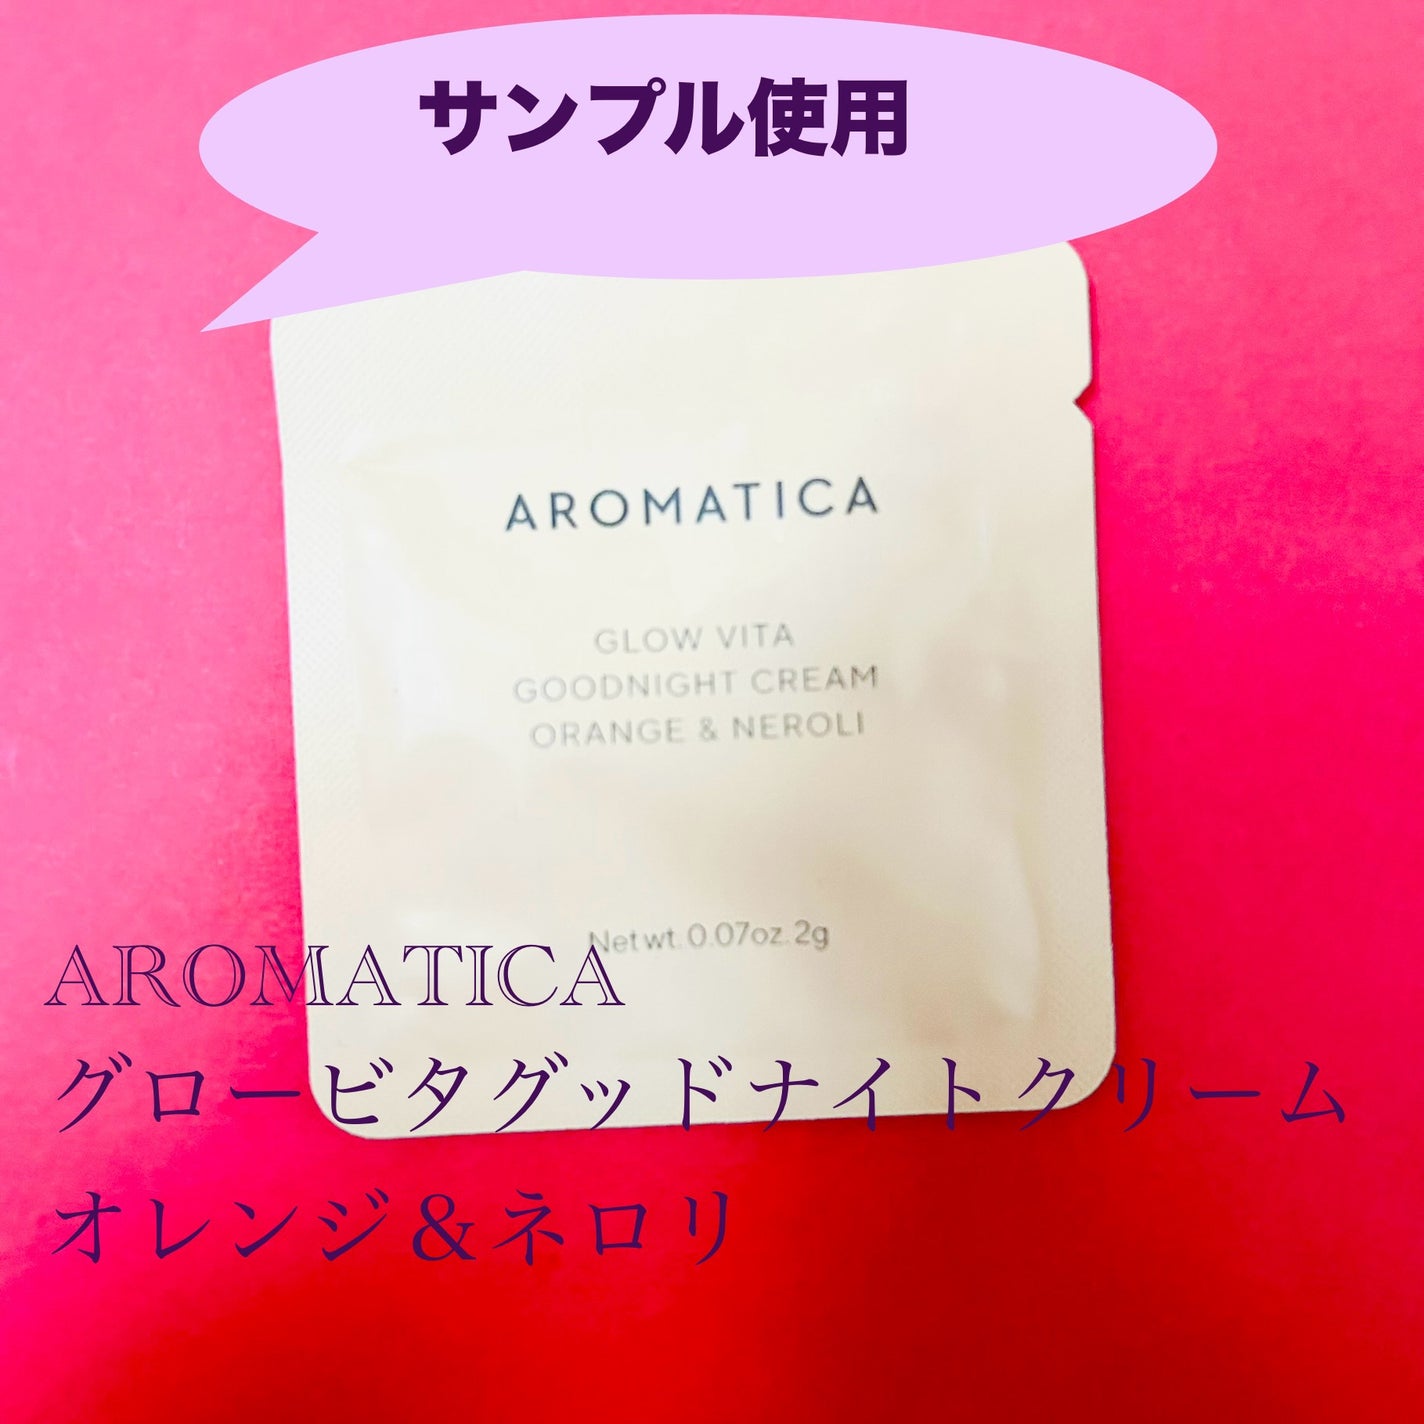 サンプル使用
AROMATICA
GLOW VITA
GOODNIGHT CREAM
ORANGE & NEROLI
Net wt. 0.07oz. 2g
AROMATICA
グロービタグッドナイトクリーム
オレンジ＆ネロリ